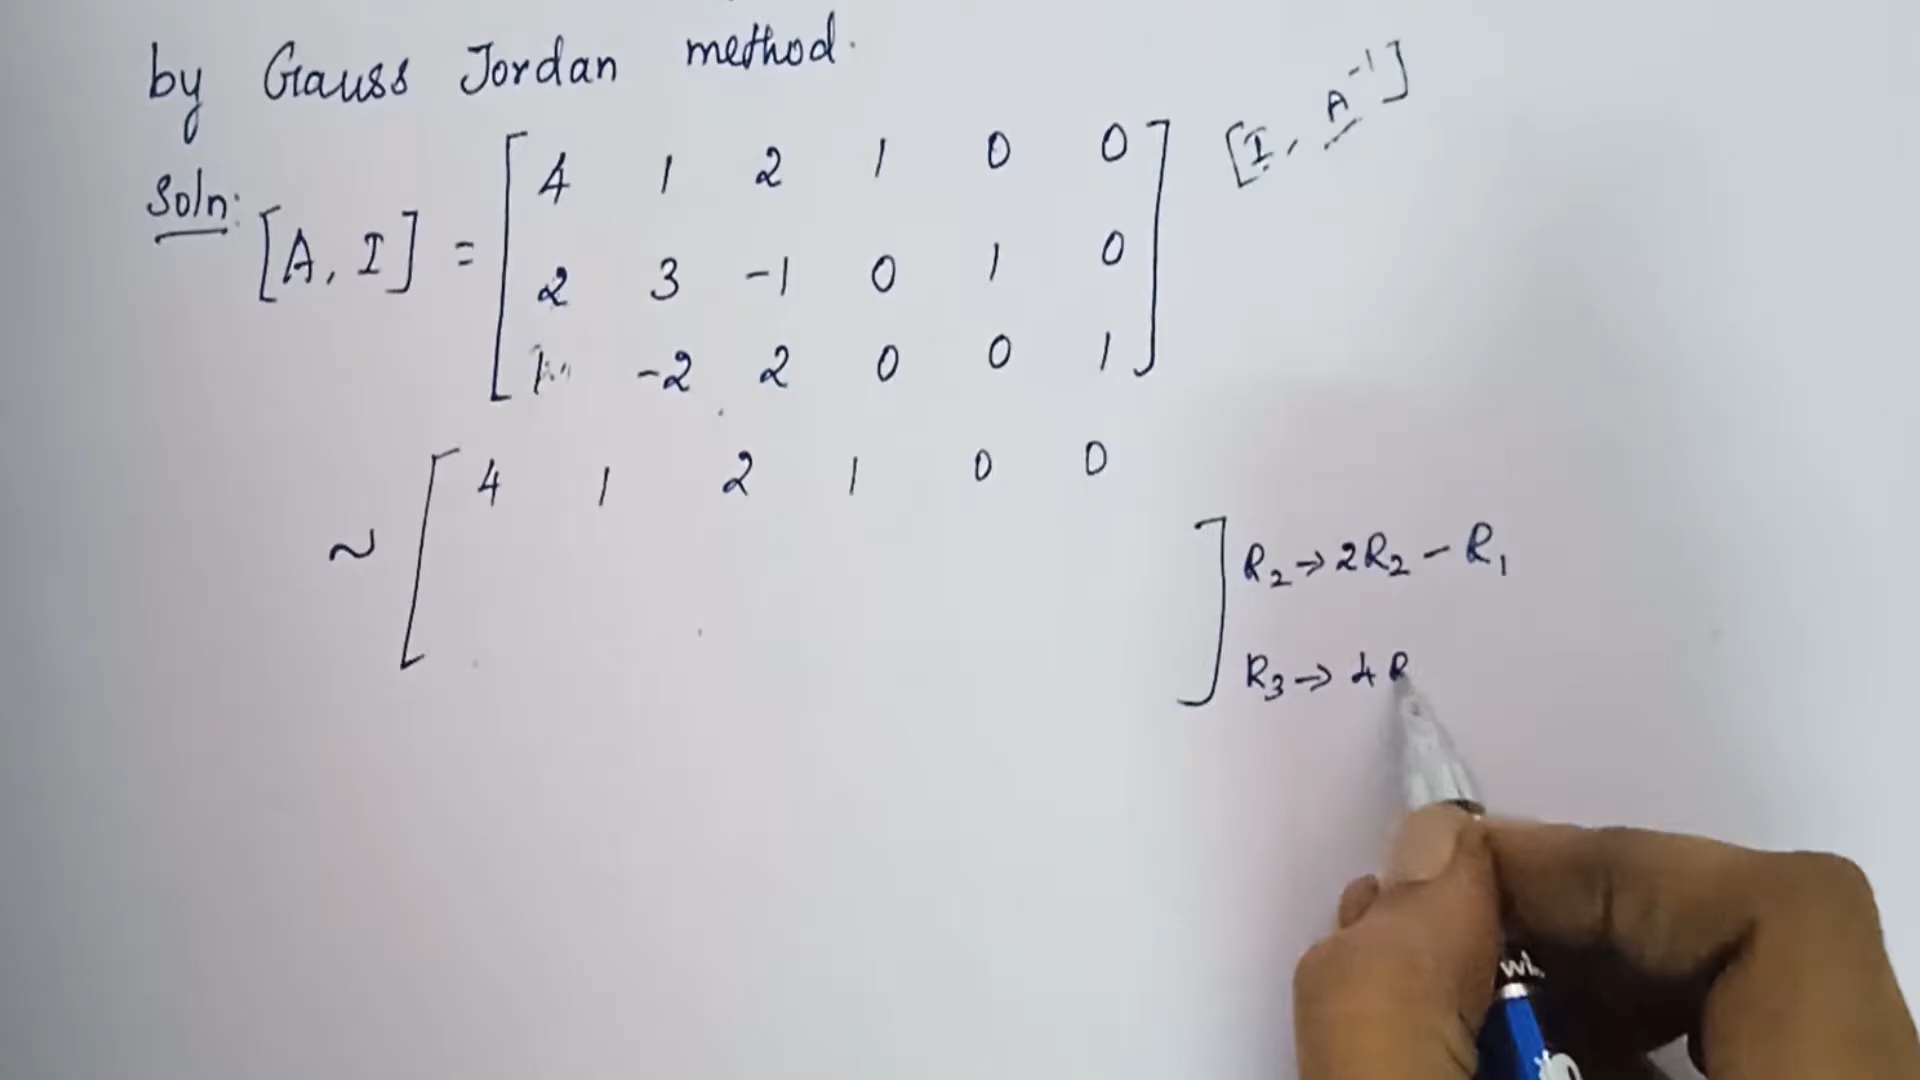 by Gauss Jordan method.
Soln: [A, I] = [ 4 1 2 1 0 0
2 3 -1 0 1 0
1 -2 2 0 0 1 ]
[I, A⁻¹]
~ [ 4 1 2 1 0 0
] R₂→2R₂ - R₁
R₃→ 4R